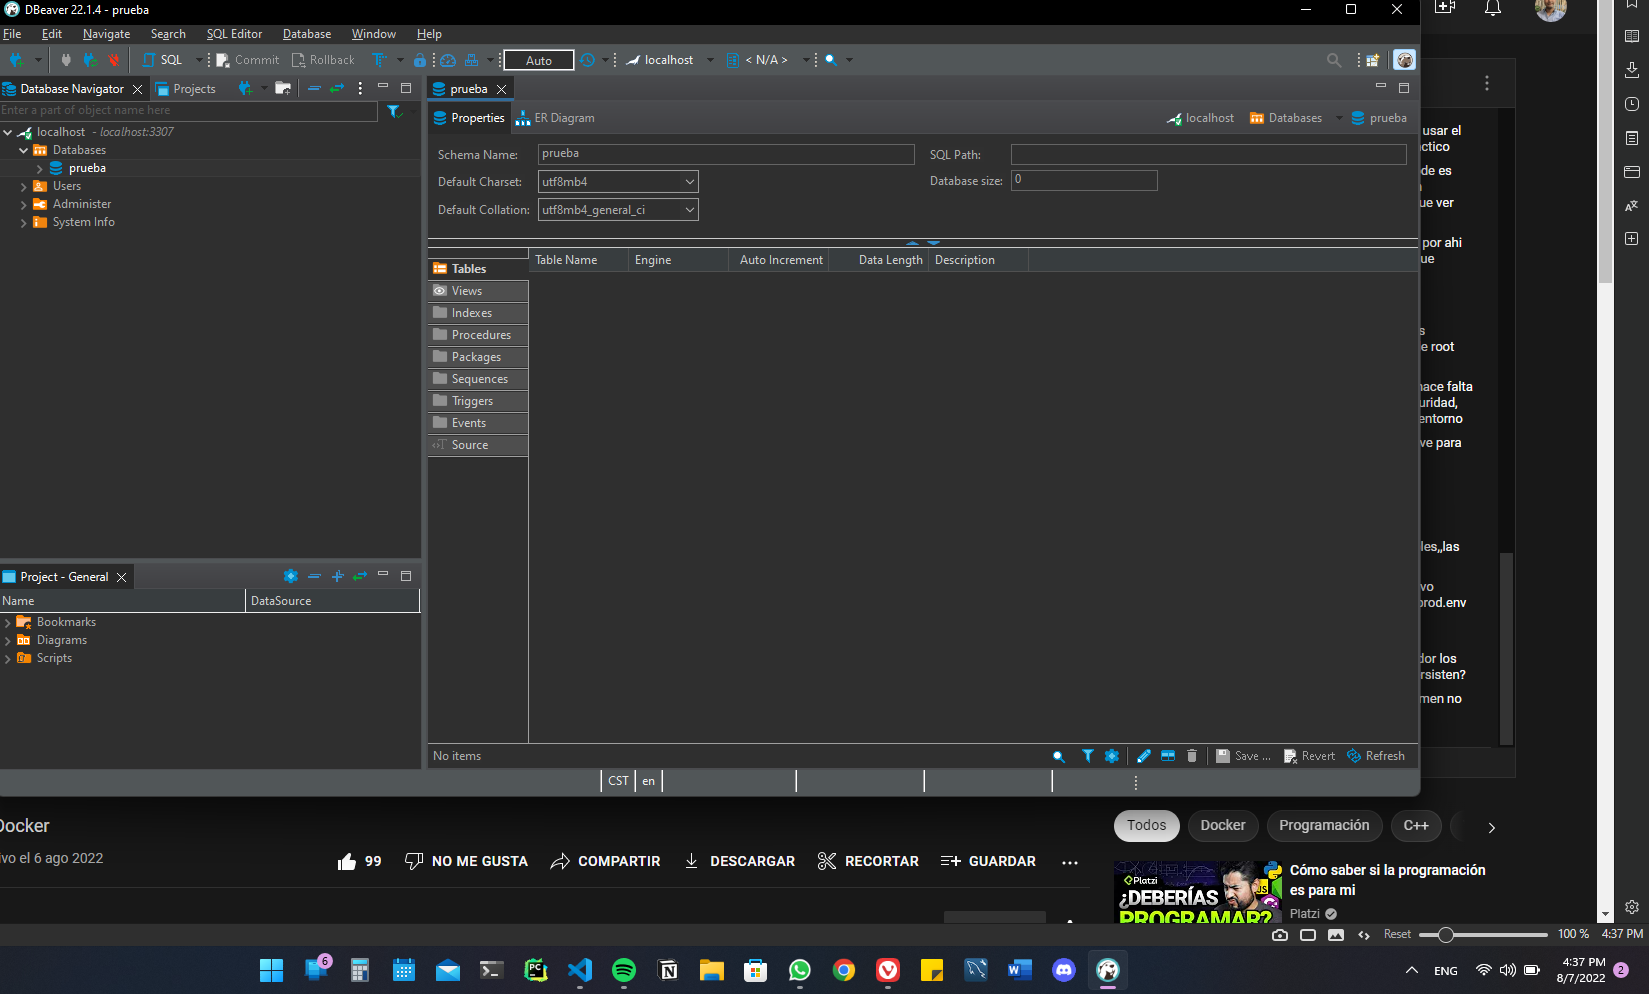 DBeaver 22.1.4 - prueba
File Edit Navigate Search SQL Editor Database Window Help
SQL Commit Rollback Auto localhost < N/A >
Database Navigator Projects
Enter a part of object name here
localhost - localhost:3307
Databases
prueba
Users
Administer
System Info
prueba
Properties ER Diagram localhost Databases prueba
Schema Name: prueba SQL Path:
Default Charset: utf8mb4 Database size: 0
Default Collation: utf8mb4_general_ci
Table Name Engine Auto Increment Data Length Description
Tables
Views
Indexes
Procedures
Packages
Sequences
Triggers
Events
Source
No items Save ... Revert Refresh
Project - General
Name DataSource
Bookmarks
Diagrams
Scripts
CST en
usar el
ctico
de es
ue ver
por ahi
ue
s
e root
nace falta
uridad,
entorno
ve para
les,,las
vo
prod.env
dor los
rsisten?
men no
Docker
ivo el 6 ago 2022
99 NO ME GUSTA COMPARTIR DESCARGAR RECORTAR GUARDAR
Todos Docker Programación C++
Platzi
¿DEBERÍAS
PROGRAMAR?
JS
Cómo saber si la programación
es para mi
Platzi
Reset 100 % 4:37 PM
6
PC
ENG
4:37 PM
8/7/2022
2